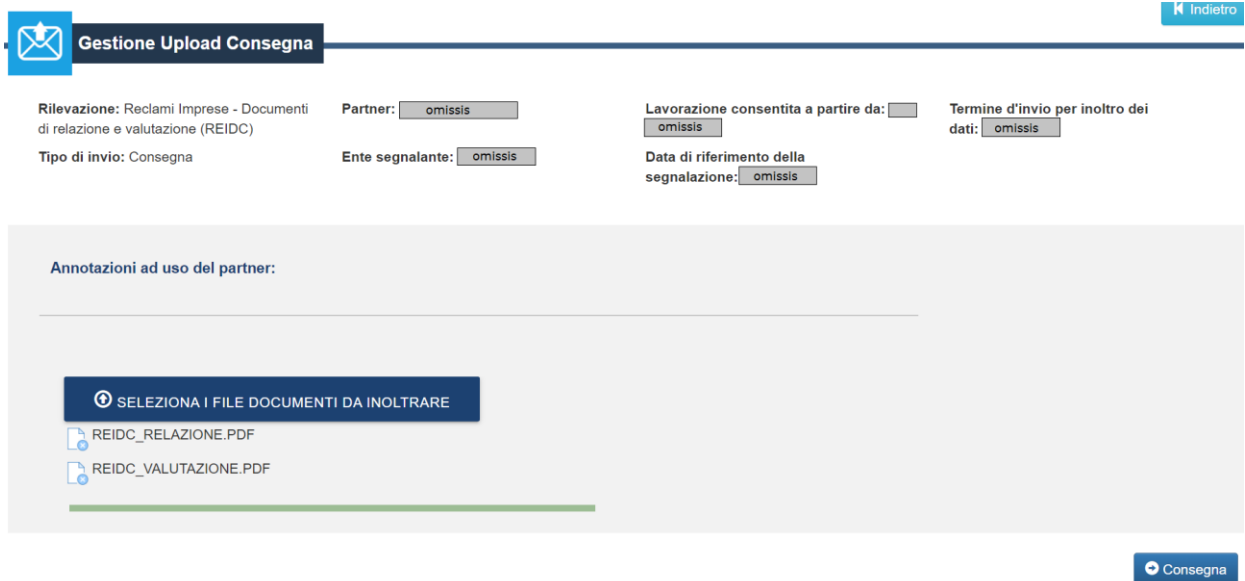 Indietro
Gestione Upload Consegna
Rilevazione: Reclami Imprese - Documenti
di relazione e valutazione (REIDC)
Partner: omissis
Lavorazione consentita a partire da:
omissis
Termine d'invio per inoltro dei
dati: omissis
Tipo di invio: Consegna
Ente segnalante: omissis
Data di riferimento della
segnalazione: omissis
Annotazioni ad uso del partner:
SELEZIONA I FILE DOCUMENTI DA INOLTRARE
REIDC_RELAZIONE.PDF
REIDC_VALUTAZIONE.PDF
Consegna